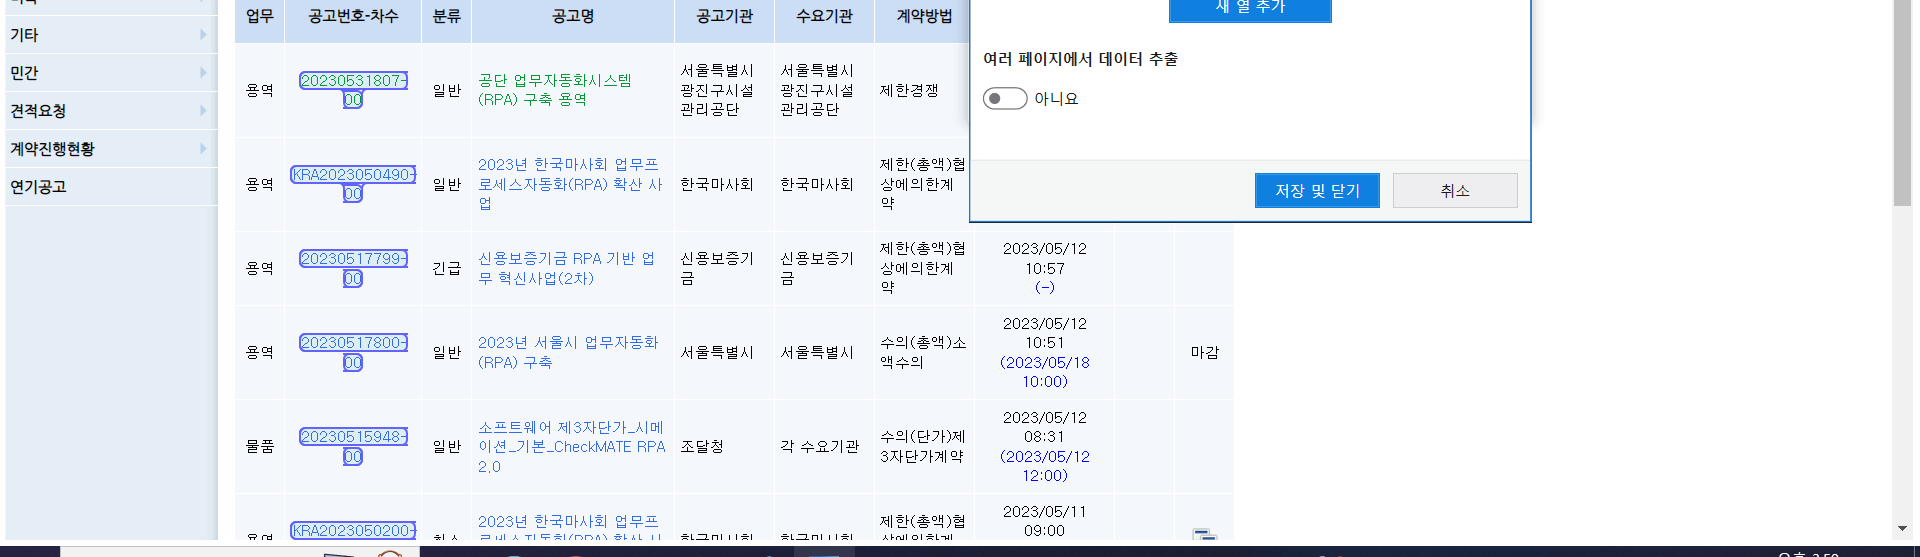 기타
민간
견적요청
계약진행현황
연기공고
업무 공고번호-차수 분류 공고명 공고기관 수요기관 계약방법
용역
20230531807-
00
일반
공단 업무자동화시스템
(RPA) 구축 용역
서울특별시
광진구시설
관리공단
서울특별시
광진구시설
관리공단
제한경쟁
용역
KRA2023050490-
00
일반
2023년 한국마사회 업무프
로세스자동화(RPA) 확산 사
업
한국마사회
한국마사회
제한(총액)협
상에의한계
약
용역
20230517799-
00
긴급
신용보증기금 RPA 기반 업
무 혁신사업(2차)
신용보증기
금
신용보증기
금
제한(총액)협
상에의한계
약
2023/05/12
10:57
(-)
용역
20230517800-
00
일반
2023년 서울시 업무자동화
(RPA) 구축
서울특별시
서울특별시
수의(총액)소
액수의
2023/05/12
10:51
(2023/05/18
10:00)
마감
물품
20230515948-
00
일반
소프트웨어 제3자단가_시메
이션_기본_CheckMATE RPA
2.0
조달청
각 수요기관
수의(단가)제
3자단가계약
2023/05/12
08:31
(2023/05/12
12:00)
용역
KRA2023050200-
취소
2023년 한국마사회 업무프
로세스자동화(RPA) 확산 사
한국마사회
한국마사회
제한(총액)협
상에의한계
2023/05/11
09:00
새 열 추가
여러 페이지에서 데이터 추출
아니요
저장 및 닫기
취소